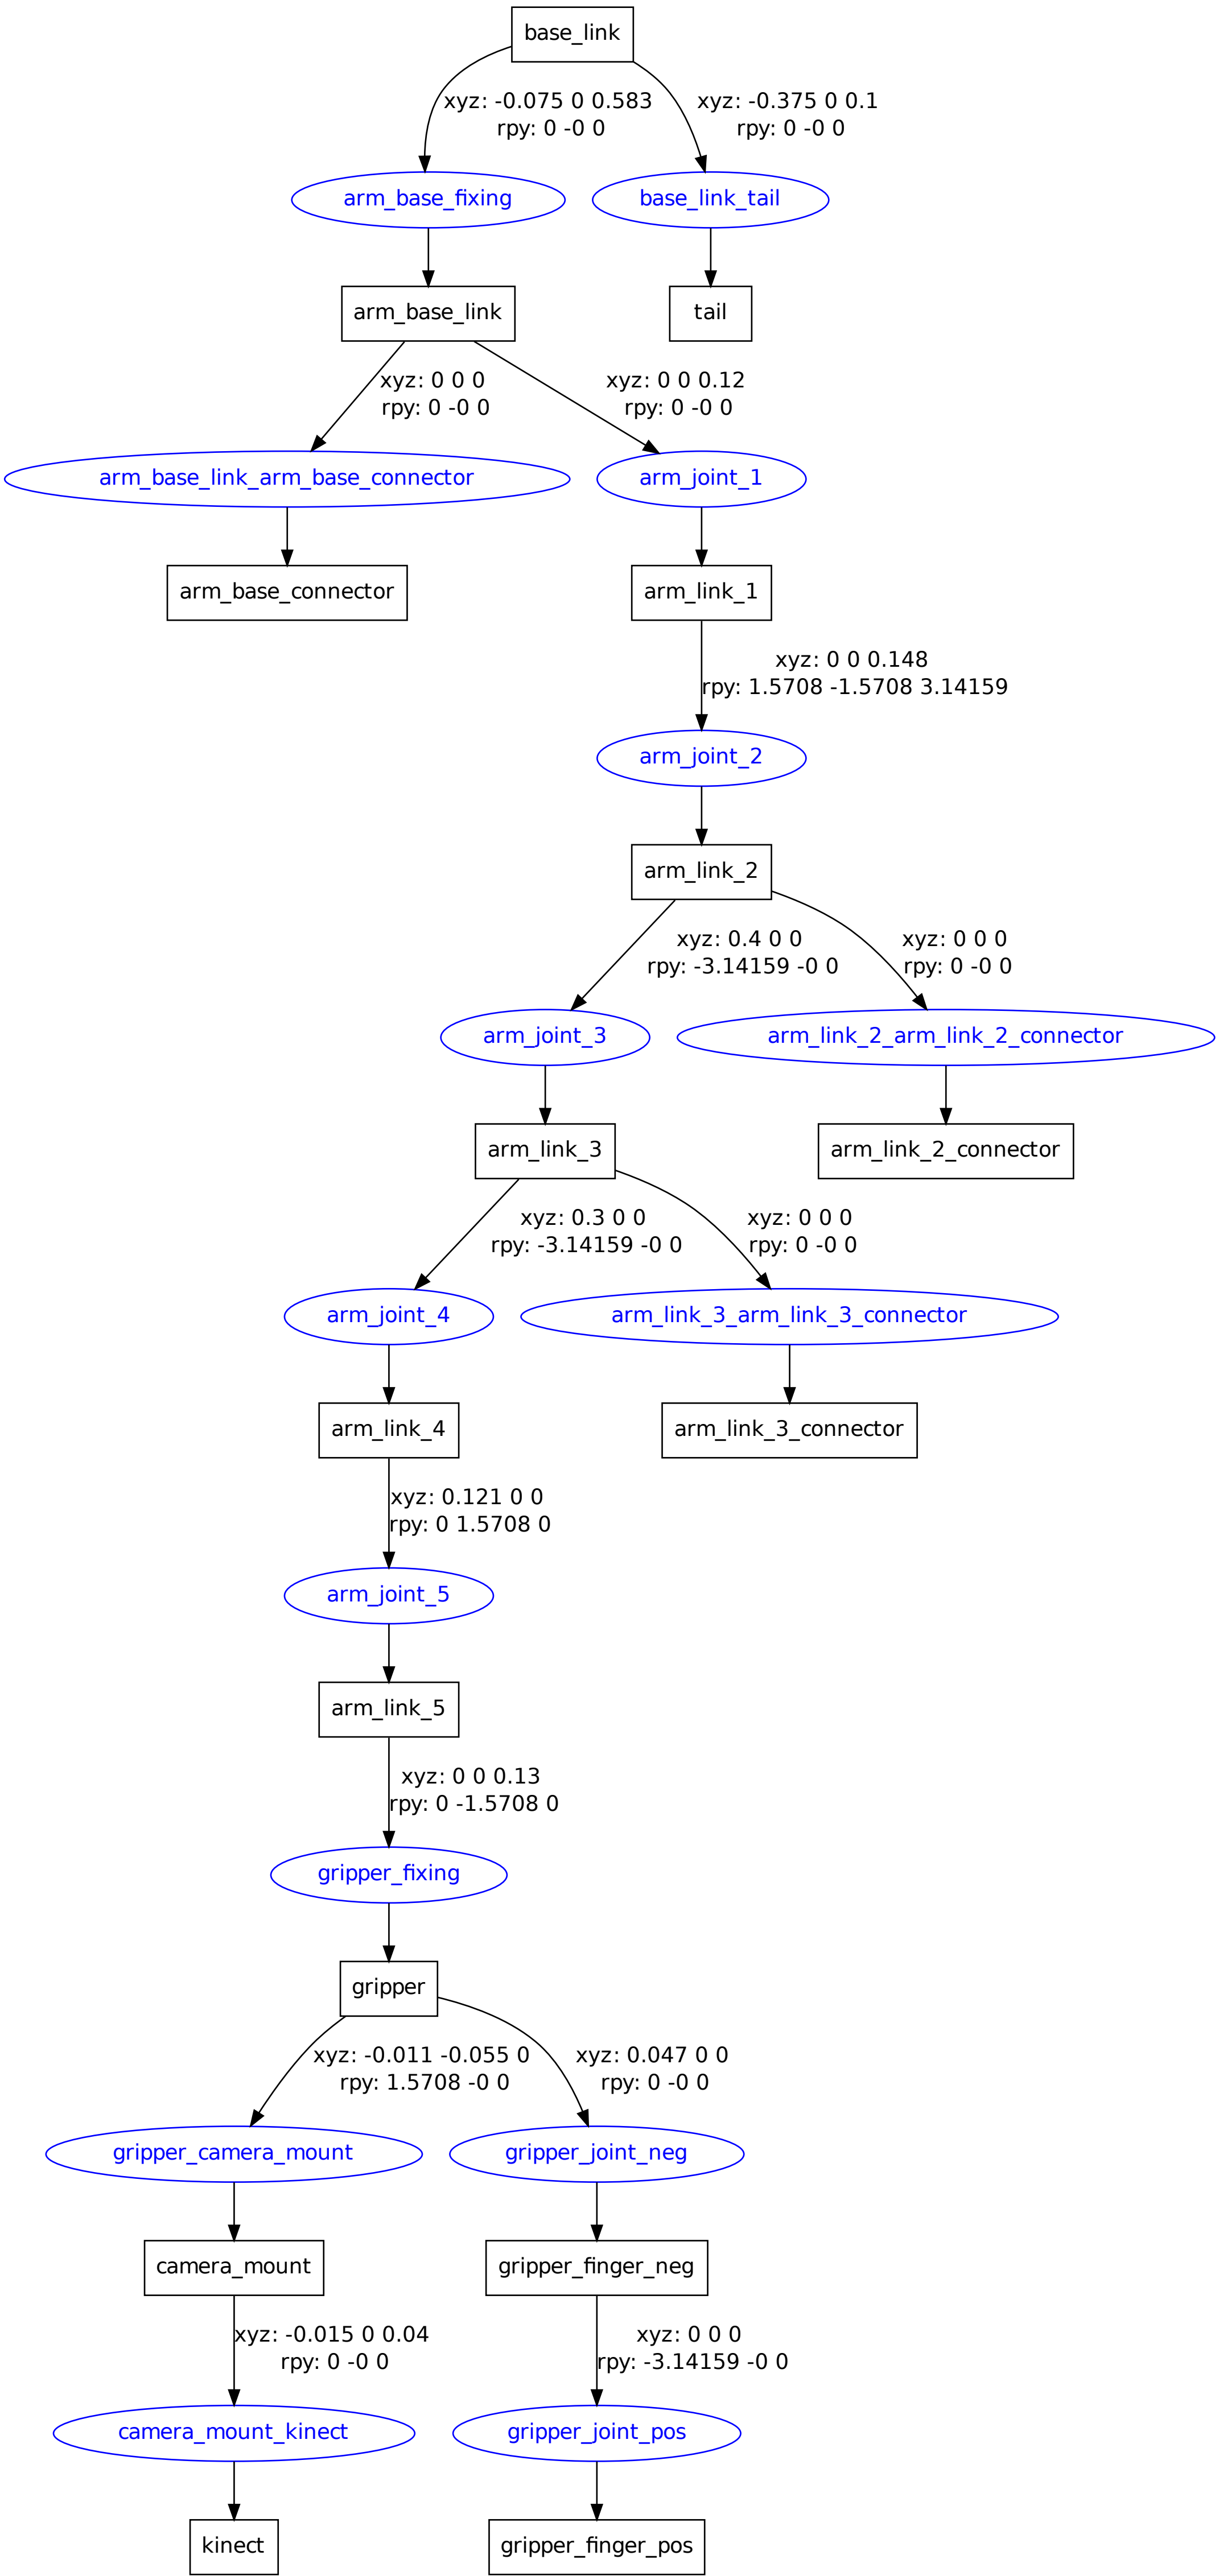 base_link
xyz: -0.075 0 0.583
rpy: 0 -0 0
xyz: -0.375 0 0.1
rpy: 0 -0 0
arm_base_fixing
base_link_tail
arm_base_link
tail
xyz: 0 0 0
rpy: 0 -0 0
xyz: 0 0 0.12
rpy: 0 -0 0
arm_base_link_arm_base_connector
arm_joint_1
arm_base_connector
arm_link_1
xyz: 0 0 0.148
rpy: 1.5708 -1.5708 3.14159
arm_joint_2
arm_link_2
xyz: 0.4 0 0
rpy: -3.14159 -0 0
xyz: 0 0 0
rpy: 0 -0 0
arm_joint_3
arm_link_2_arm_link_2_connector
arm_link_3
arm_link_2_connector
xyz: 0.3 0 0
rpy: -3.14159 -0 0
xyz: 0 0 0
rpy: 0 -0 0
arm_joint_4
arm_link_3_arm_link_3_connector
arm_link_4
arm_link_3_connector
xyz: 0.121 0 0
rpy: 0 1.5708 0
arm_joint_5
arm_link_5
xyz: 0 0 0.13
rpy: 0 -1.5708 0
gripper_fixing
gripper
xyz: -0.011 -0.055 0
rpy: 1.5708 -0 0
xyz: 0.047 0 0
rpy: 0 -0 0
gripper_camera_mount
gripper_joint_neg
camera_mount
gripper_finger_neg
xyz: -0.015 0 0.04
rpy: 0 -0 0
xyz: 0 0 0
rpy: -3.14159 -0 0
camera_mount_kinect
gripper_joint_pos
kinect
gripper_finger_pos